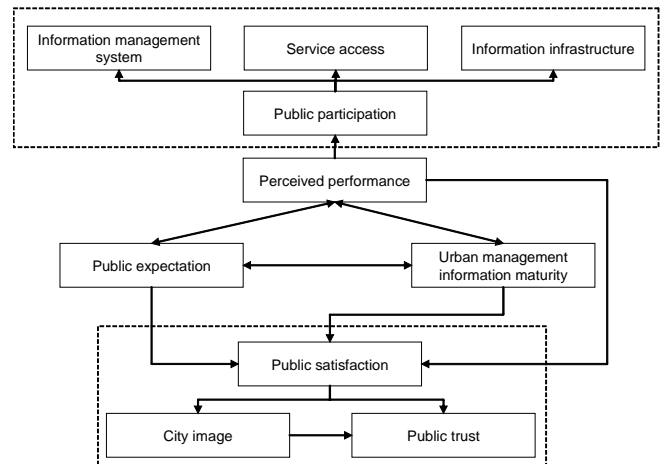 Information management
system
Service access
Information infrastructure
Public participation
Perceived performance
Public expectation
Urban management
information maturity
Public satisfaction
City image
Public trust